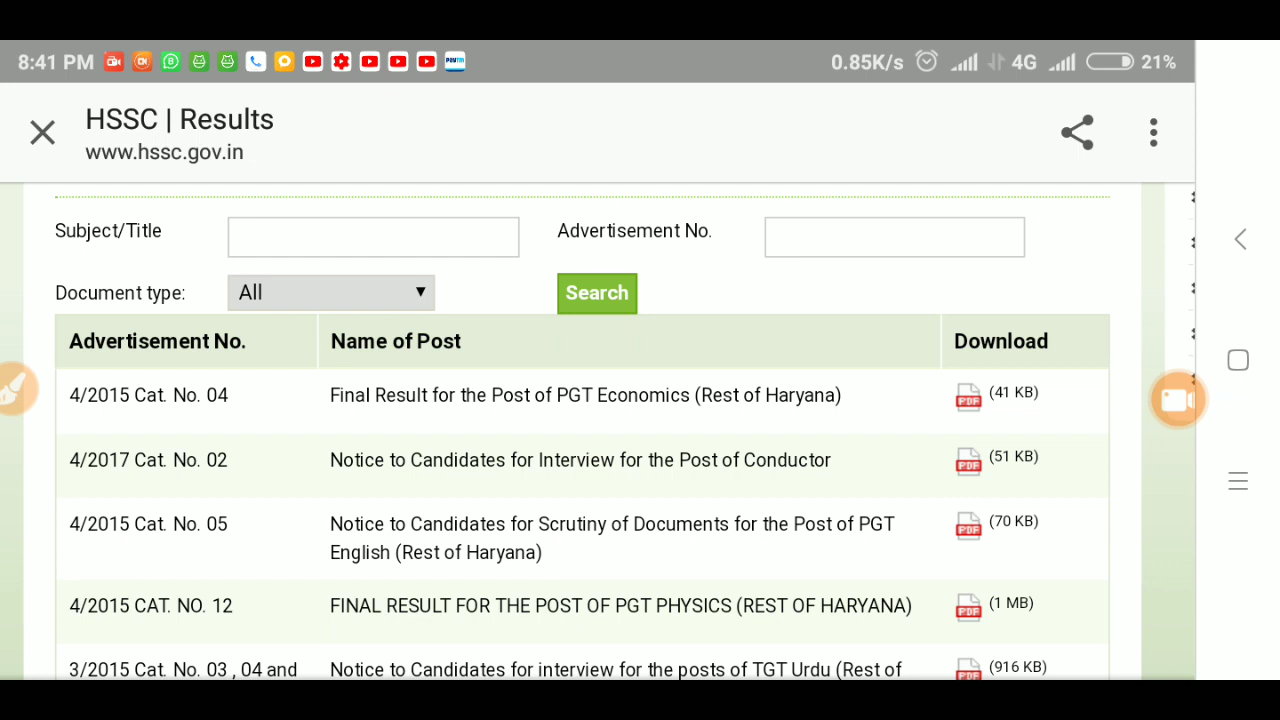 8:41 PM 0.85K/s 4G 21%
HSSC | Results
www.hssc.gov.in
Subject/Title Advertisement No.
Document type: All Search
Advertisement No. Name of Post Download
4/2015 Cat. No. 04 Final Result for the Post of PGT Economics (Rest of Haryana) PDF (41 KB)
4/2017 Cat. No. 02 Notice to Candidates for Interview for the Post of Conductor PDF (51 KB)
4/2015 Cat. No. 05 Notice to Candidates for Scrutiny of Documents for the Post of PGT PDF (70 KB)
English (Rest of Haryana)
4/2015 CAT. NO. 12 FINAL RESULT FOR THE POST OF PGT PHYSICS (REST OF HARYANA) PDF (1 MB)
3/2015 Cat. No. 03 , 04 and Notice to Candidates for interview for the posts of TGT Urdu (Rest of PDF (916 KB)